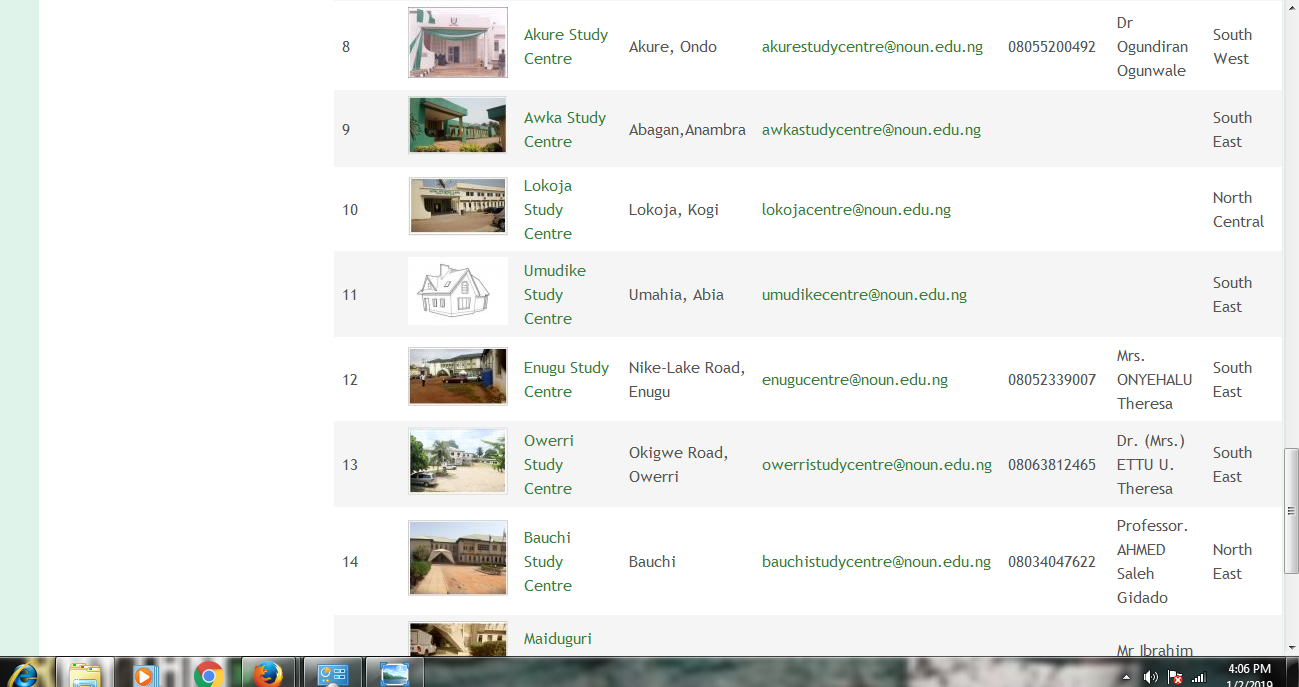 8 Akure Study Centre Akure, Ondo akurestudycentre@noun.edu.ng 08055200492 Dr Ogundiran Ogunwale South West
9 Awka Study Centre Abagan,Anambra awkastudycentre@noun.edu.ng South East
10 Lokoja Study Centre Lokoja, Kogi lokojacentre@noun.edu.ng North Central
11 Umudike Study Centre Umahia, Abia umudikecentre@noun.edu.ng South East
12 Enugu Study Centre Nike-Lake Road, Enugu enugucentre@noun.edu.ng 08052339007 Mrs. ONYEHALU Theresa South East
13 Owerri Study Centre Okigwe Road, Owerri owerristudycentre@noun.edu.ng 08063812465 Dr. (Mrs.) ETTU U. Theresa South East
14 Bauchi Study Centre Bauchi bauchistudycentre@noun.edu.ng 08034047622 Professor. AHMED Saleh Gidado North East
Maiduguri Mr Ibrahim
4:06 PM
1/2/2019